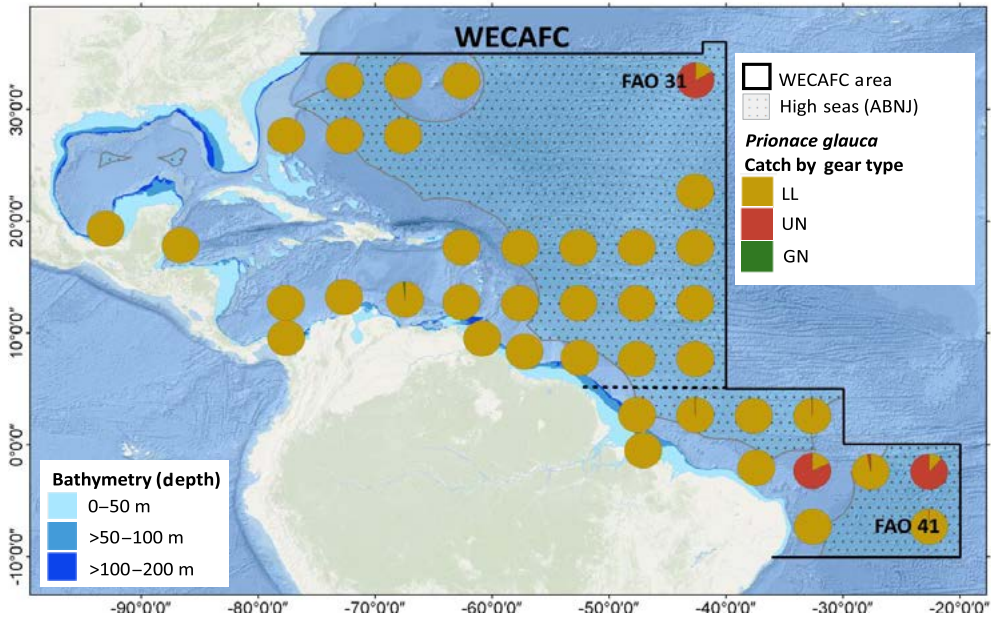 WECAFC
FAO 31
WECAFC area
High seas (ABNJ)
Prionace glauca
Catch by gear type
LL
UN
GN
30°0'0"
20°0'0"
10°0'0"
0°0'0"
-10°0'0"
FAO 41
Bathymetry (depth)
0–50 m
>50–100 m
>100–200 m
-90°0'0"
-80°0'0"
-70°0'0"
-60°0'0"
-50°0'0"
-40°0'0"
-30°0'0"
-20°0'0"